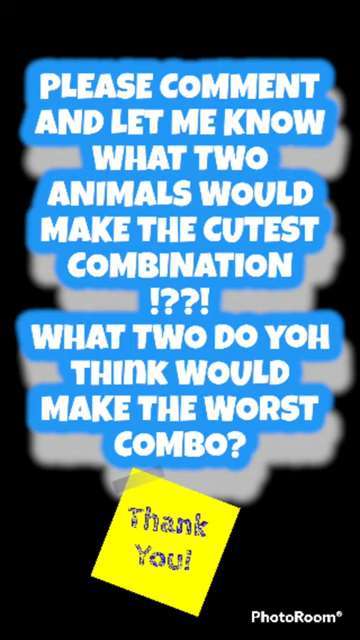 PLEASE COMMENT
AND LET ME KNOW
WHAT TWO
ANIMALS WOULD
MAKE THE CUTEST
COMBINATION
!??!
WHAT TWO DO YOH
THINK WOULD
MAKE THE WORST
COMBO?
Thank
You!
PhotoRoom®